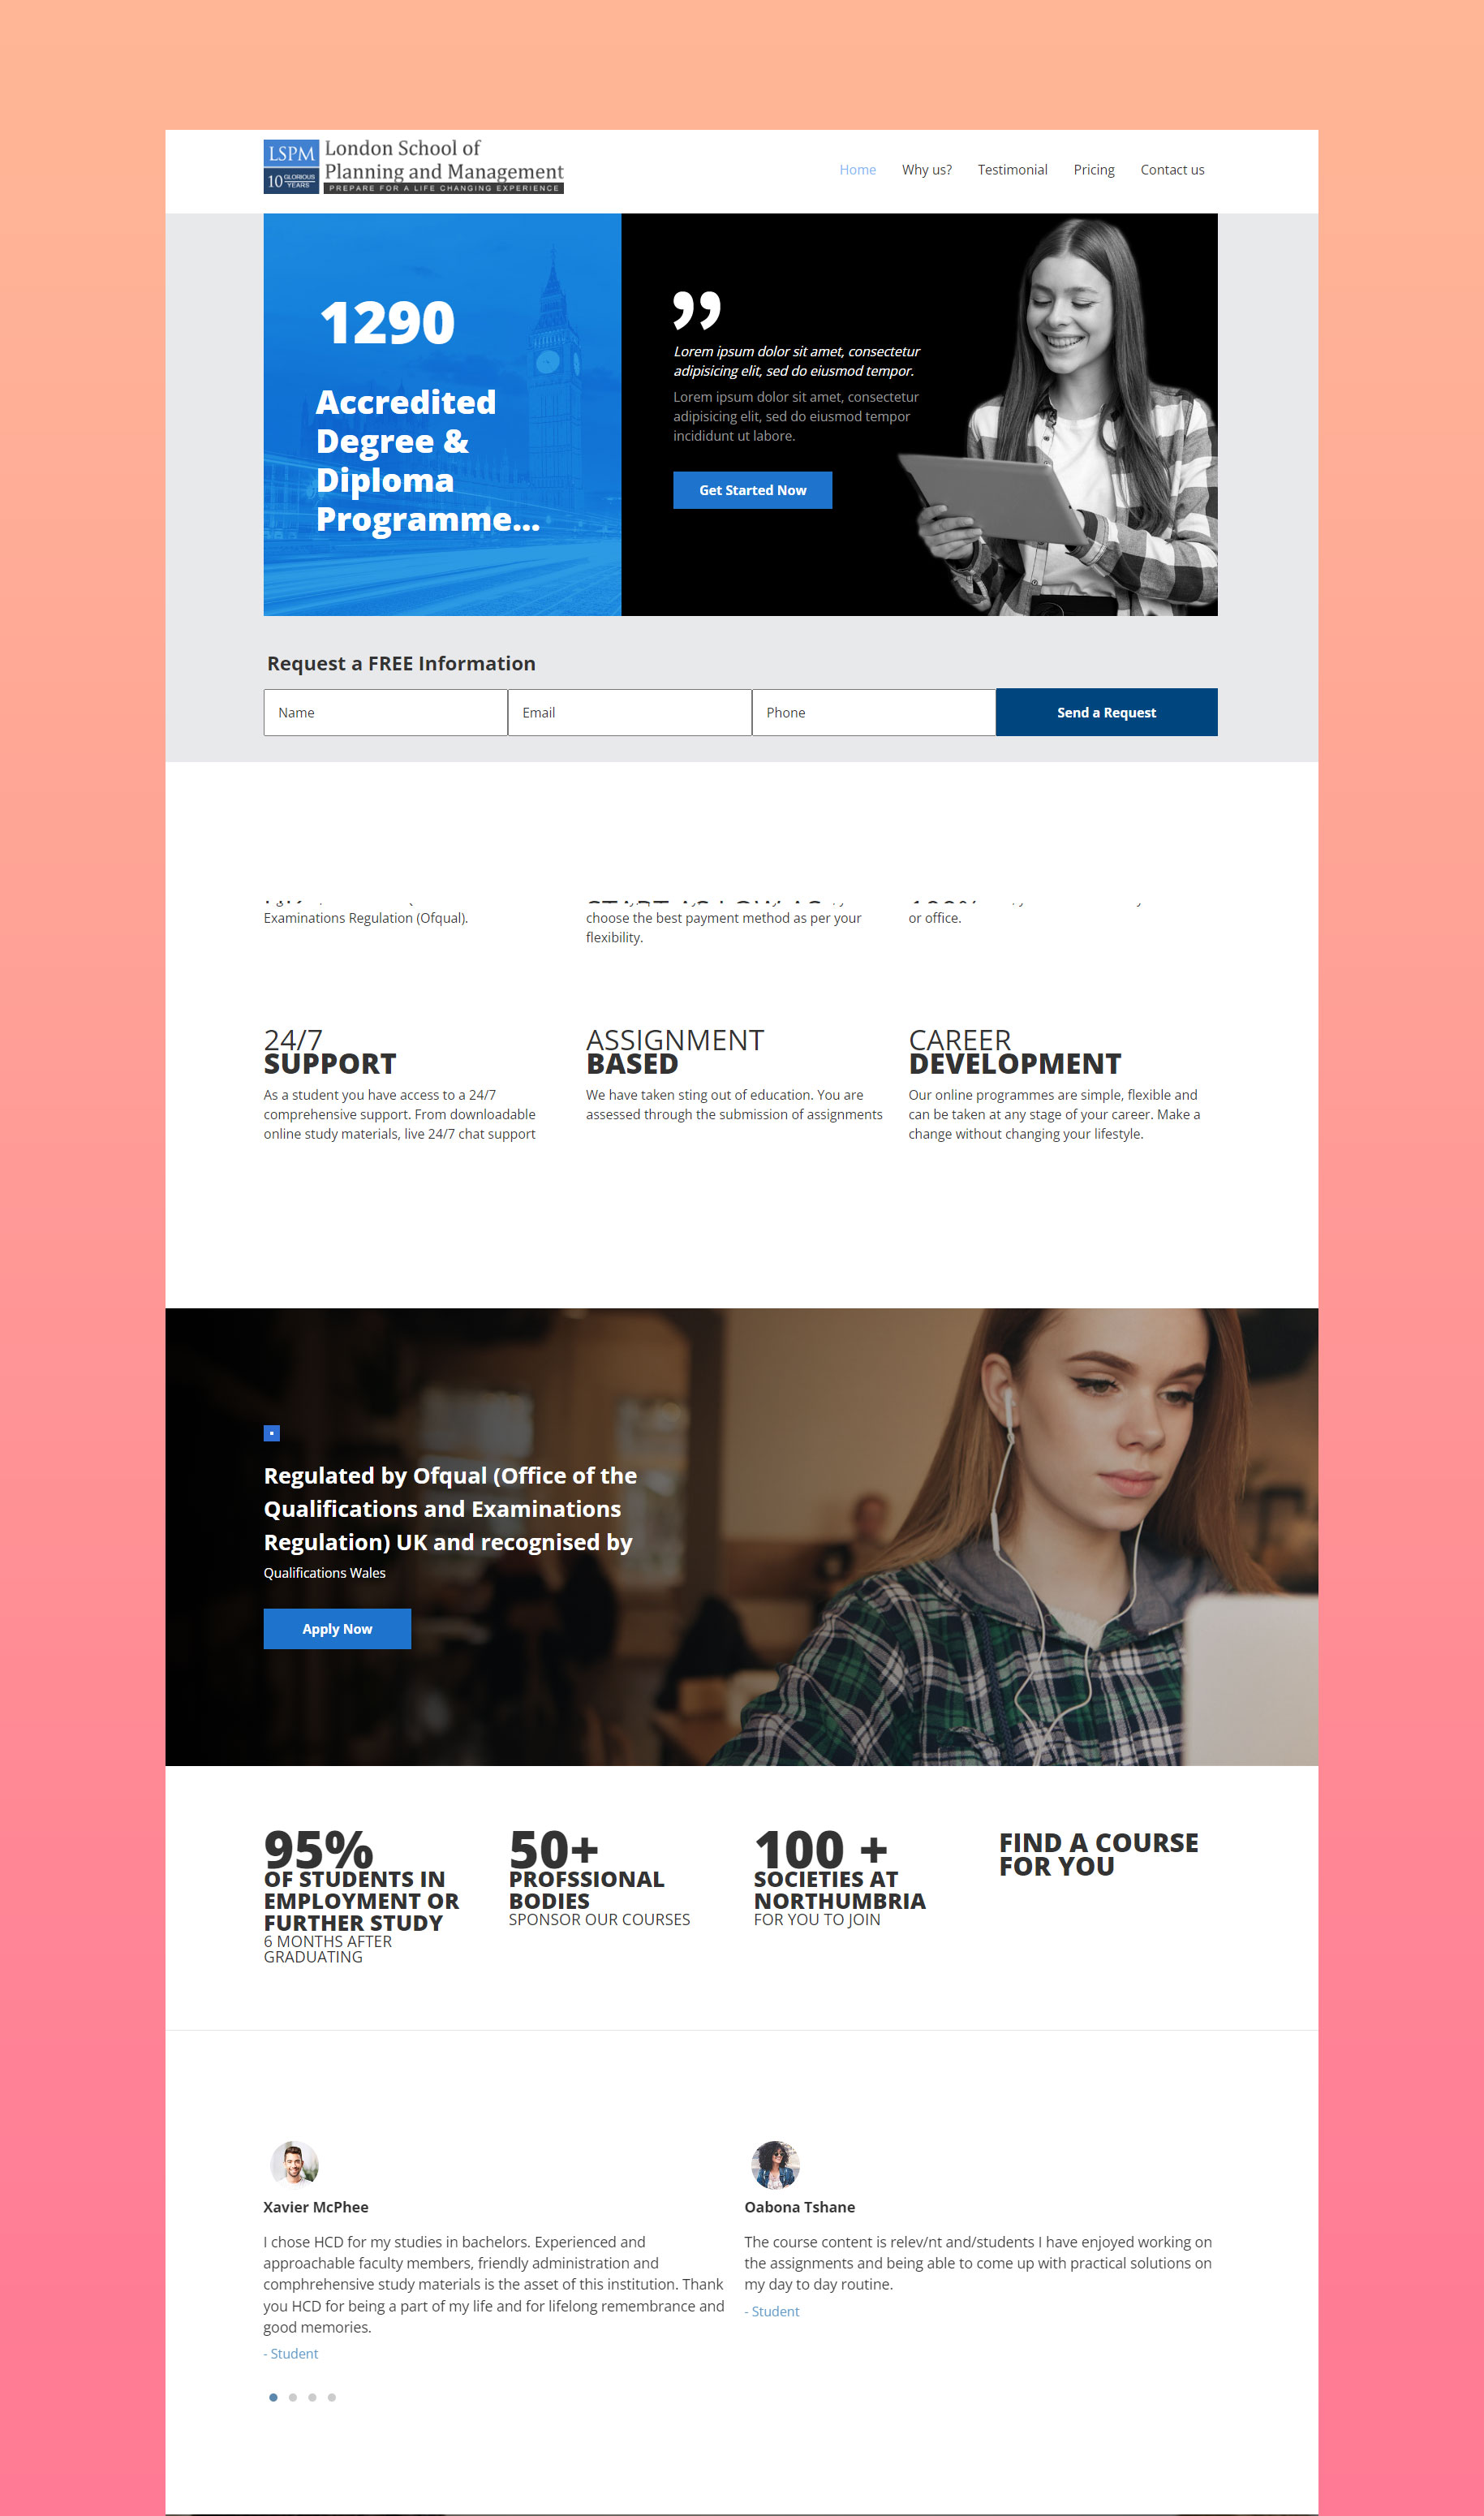 LSPM
10 GLORIOUS YEARS
London School of
Planning and Management
PREPARE FOR A LIFE CHANGING EXPERIENCE
Home Why us? Testimonial Pricing Contact us
1290
Accredited
Degree &
Diploma
Programme...
”
Lorem ipsum dolor sit amet, consectetur
adipisicing elit, sed do eiusmod tempor.
Lorem ipsum dolor sit amet, consectetur
adipisicing elit, sed do eiusmod tempor
incididunt ut labore.
Get Started Now
Request a FREE Information
Name Email Phone Send a Request
Examinations Regulation (Ofqual).
choose the best payment method as per your
flexibility.
or office.
24/7
SUPPORT
As a student you have access to a 24/7
comprehensive support. From downloadable
online study materials, live 24/7 chat support
ASSIGNMENT
BASED
We have taken sting out of education. You are
assessed through the submission of assignments
CAREER
DEVELOPMENT
Our online programmes are simple, flexible and
can be taken at any stage of your career. Make a
change without changing your lifestyle.
Regulated by Ofqual (Office of the
Qualifications and Examinations
Regulation) UK and recognised by
Qualifications Wales
Apply Now
95%
OF STUDENTS IN
EMPLOYMENT OR
FURTHER STUDY
6 MONTHS AFTER
GRADUATING
50+
PROFSSIONAL
BODIES
SPONSOR OUR COURSES
100 +
SOCIETIES AT
NORTHUMBRIA
FOR YOU TO JOIN
FIND A COURSE
FOR YOU
Xavier McPhee
I chose HCD for my studies in bachelors. Experienced and
approachable faculty members, friendly administration and
comphrehensive study materials is the asset of this institution. Thank
you HCD for being a part of my life and for lifelong remembrance and
good memories.
- Student
Oabona Tshane
The course content is relev/nt and/students I have enjoyed working on
the assignments and being able to come up with practical solutions on
my day to day routine.
- Student